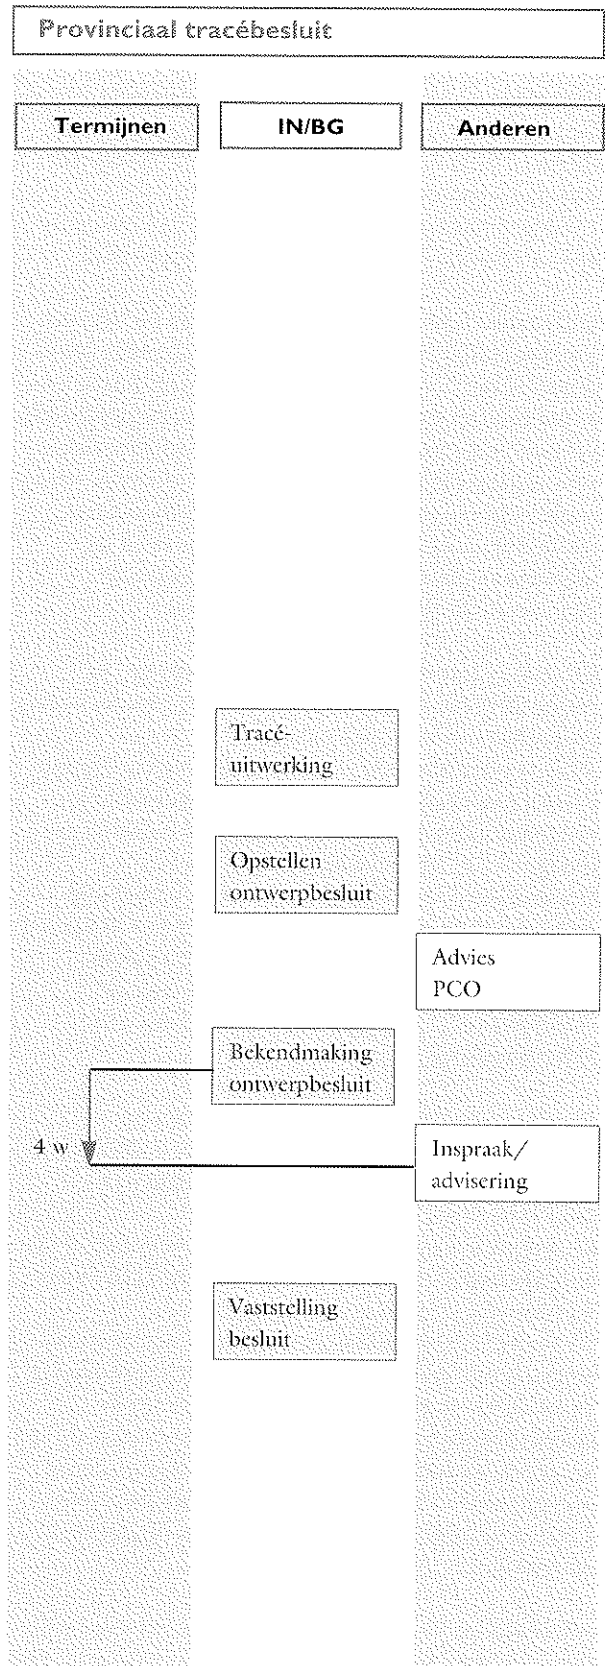 Provinciaal tracébesluit
Termijnen
IN/BG
Anderen
Tracé-
uitwerking
Opstellen
ontwerpbesluit
Advies
PCO
Bekendmaking
ontwerpbesluit
4 w
Inspraak/
advisering
Vaststelling
besluit